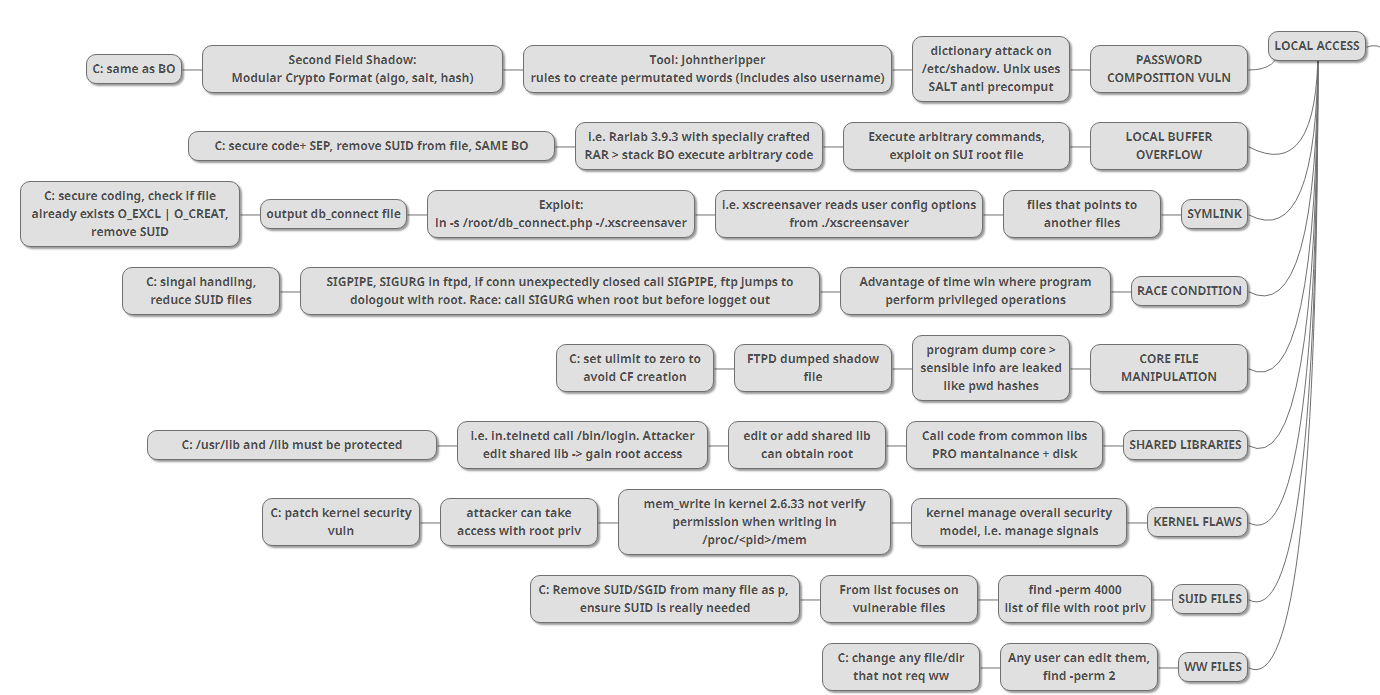 LOCAL ACCESS
PASSWORD
COMPOSITION VULN
dictionary attack on
/etc/shadow. Unix uses
SALT anti precomput
Tool: Johntheripper
rules to create permutated words (includes also username)
Second Field Shadow:
Modular Crypto Format (algo, salt, hash)
C: same as BO
LOCAL BUFFER
OVERFLOW
Execute arbitrary commands,
exploit on SUI root file
i.e. Rarlab 3.9.3 with specially crafted
RAR > stack BO execute arbitrary code
C: secure code+ SEP, remove SUID from file, SAME BO
SYMLINK
files that points to
another files
i.e. xscreensaver reads user config options
from ./xscreensaver
Exploit:
ln -s /root/db_connect.php -/.xscreensaver
output db_connect file
C: secure coding, check if file
already exists O_EXCL | O_CREAT,
remove SUID
RACE CONDITION
Advantage of time win where program
perform privileged operations
SIGPIPE, SIGURG in ftpd, if conn unexpectedly closed call SIGPIPE, ftp jumps to
dologout with root. Race: call SIGURG when root but before logget out
C: singal handling,
reduce SUID files
CORE FILE
MANIPULATION
program dump core >
sensible info are leaked
like pwd hashes
FTPD dumped shadow
file
C: set ulimit to zero to
avoid CF creation
SHARED LIBRARIES
Call code from common libs
PRO mantainance + disk
edit or add shared lib
can obtain root
i.e. in.telnetd call /bin/login. Attacker
edit shared lib -> gain root access
C: /usr/lib and /lib must be protected
KERNEL FLAWS
kernel manage overall security
model, i.e. manage signals
mem_write in kernel 2.6.33 not verify
permission when writing in
/proc/<pid>/mem
attacker can take
access with root priv
C: patch kernel security
vuln
SUID FILES
find -perm 4000
list of file with root priv
From list focuses on
vulnerable files
C: Remove SUID/SGID from many file as p,
ensure SUID is really needed
WW FILES
Any user can edit them,
find -perm 2
C: change any file/dir
that not req ww